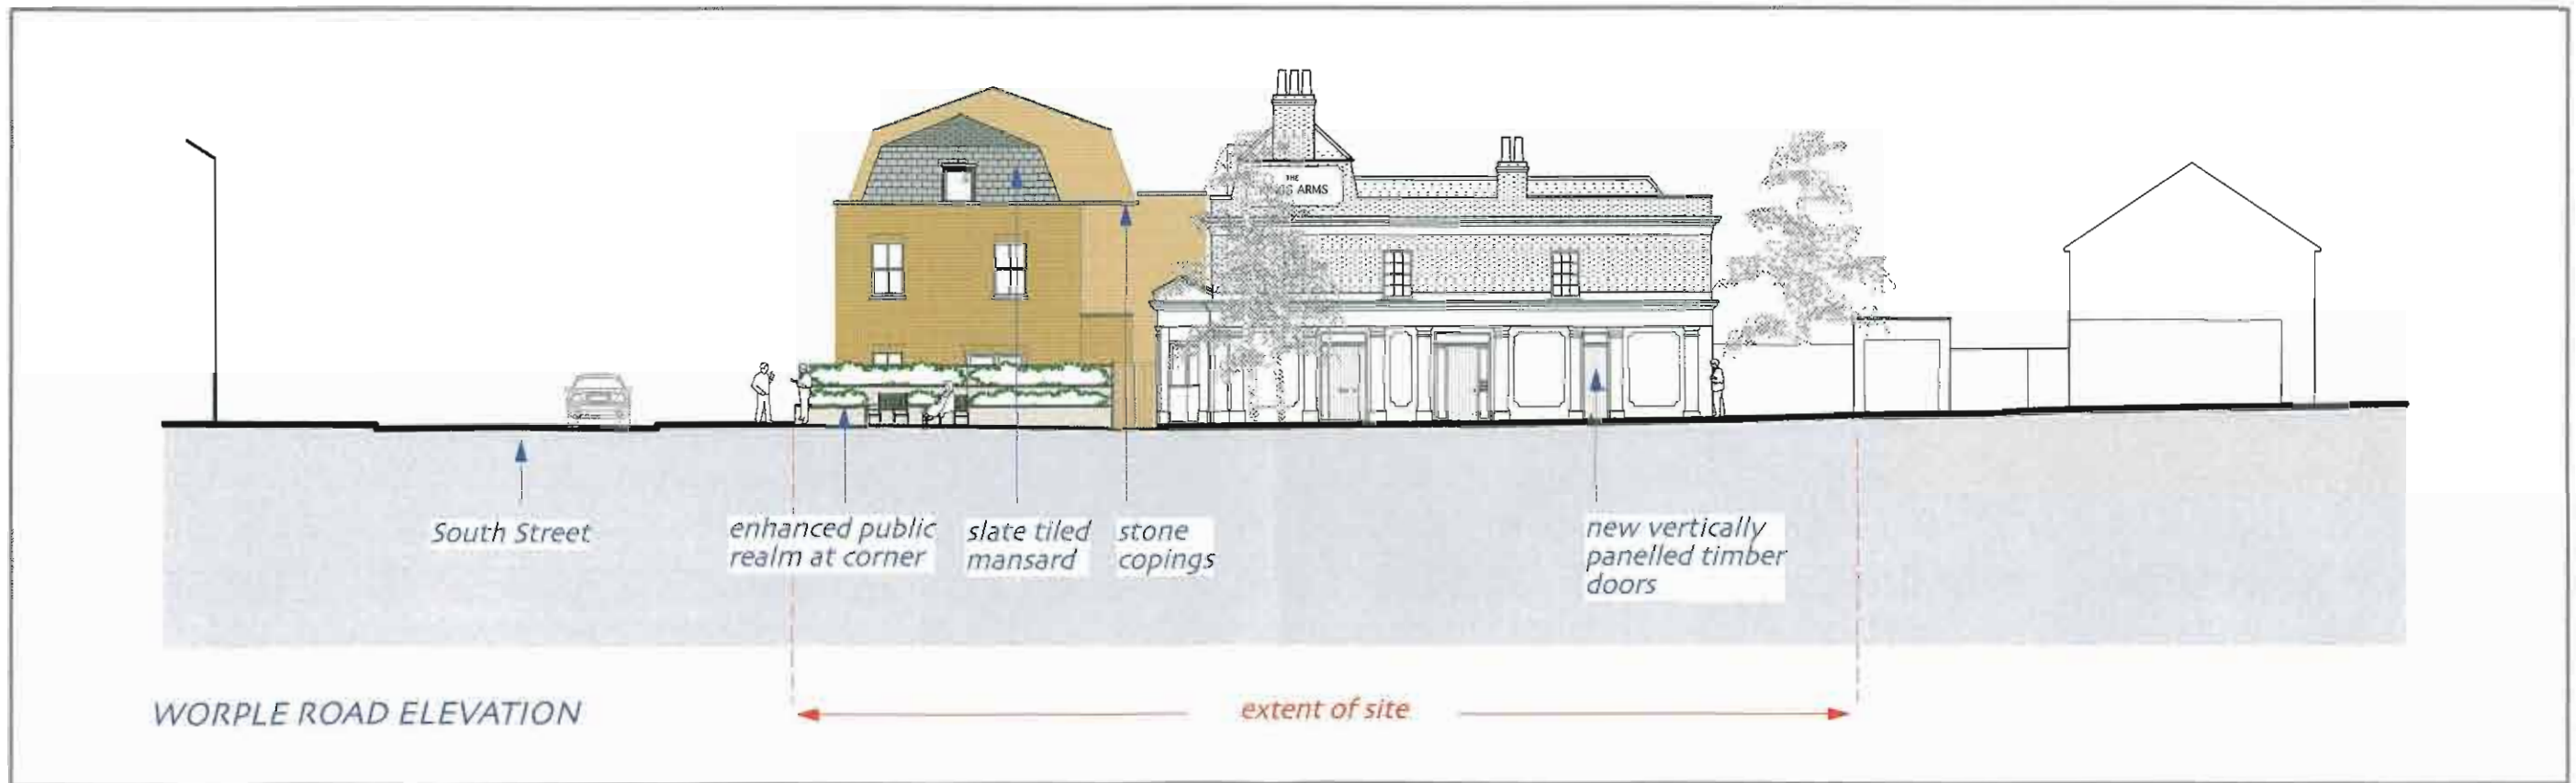 THE
ARMS
South Street
enhanced public
realm at corner
slate tiled
mansard
stone
copings
new vertically
panelled timber
doors
WORPLE ROAD ELEVATION
extent of site